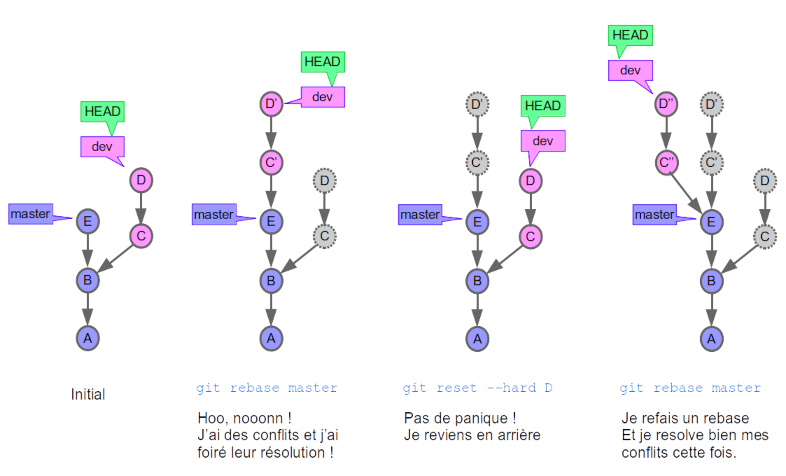 HEAD
dev
D
master
E
C
B
A
Initial
HEAD
D'
dev
C'
D
master
E
C
B
A
git rebase master
Hoo, nooonn !
J'ai des conflits et j'ai
foiré leur résolution !
D'
HEAD
dev
C'
D
master
E
C
B
A
git reset --hard D
Pas de panique !
Je reviens en arrière
HEAD
dev
D''
D'
C''
C'
D
master
E
C
B
A
git rebase master
Je refais un rebase
Et je resolve bien mes
conflits cette fois.